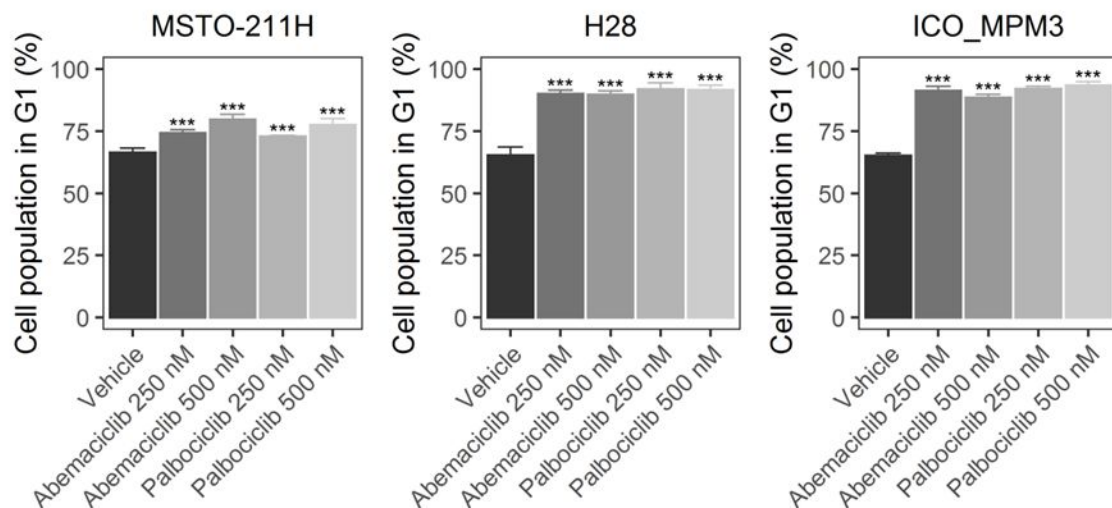 MSTO-211H
Cell population in G1 (%)
100
75
50
25
0
***
***
***
***
Vehicle
Abemaciclib 250 nM
Abemaciclib 500 nM
Palbociclib 250 nM
Palbociclib 500 nM
H28
Cell population in G1 (%)
100
75
50
25
0
***
***
***
***
Vehicle
Abemaciclib 250 nM
Abemaciclib 500 nM
Palbociclib 250 nM
Palbociclib 500 nM
ICO_MPM3
Cell population in G1 (%)
100
75
50
25
0
***
***
***
***
Vehicle
Abemaciclib 250 nM
Abemaciclib 500 nM
Palbociclib 250 nM
Palbociclib 500 nM